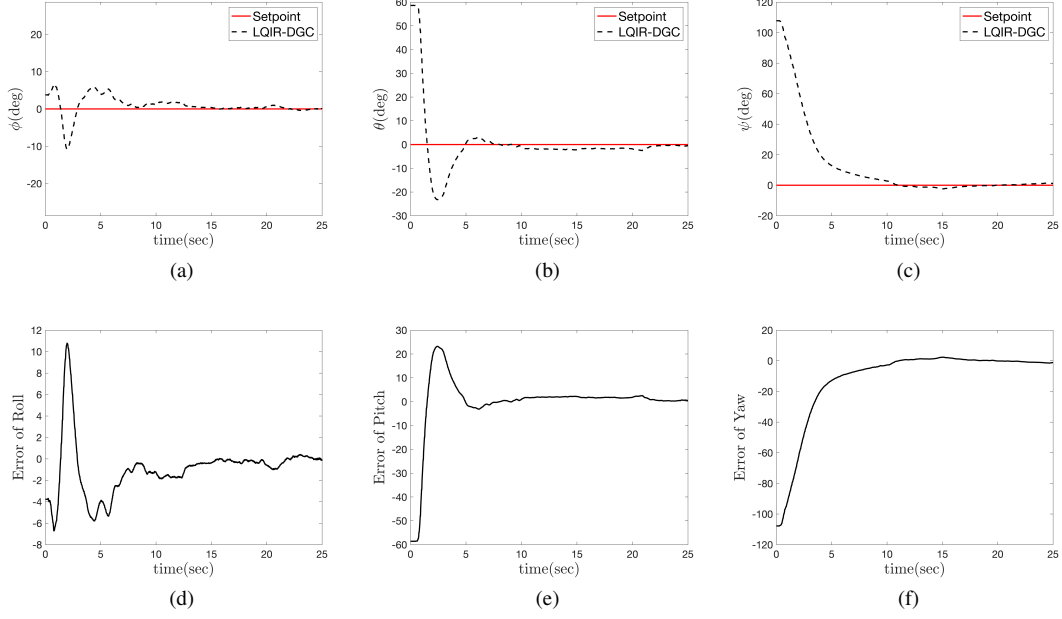 Setpoint
LQIR-DGC
20
10
0
-10
-20
ϕ(deg)
0 5 10 15 20 25
time(sec)
(a)
Setpoint
LQIR-DGC
60
50
40
30
20
10
0
-10
-20
-30
θ(deg)
0 5 10 15 20 25
time(sec)
(b)
Setpoint
LQIR-DGC
120
100
80
60
40
20
0
-20
ψ(deg)
0 5 10 15 20 25
time(sec)
(c)
12
10
8
6
4
2
0
-2
-4
-6
-8
Error of Roll
0 5 10 15 20 25
time(sec)
(d)
30
20
10
0
-10
-20
-30
-40
-50
-60
Error of Pitch
0 5 10 15 20 25
time(sec)
(e)
20
0
-20
-40
-60
-80
-100
-120
Error of Yaw
0 5 10 15 20 25
time(sec)
(f)